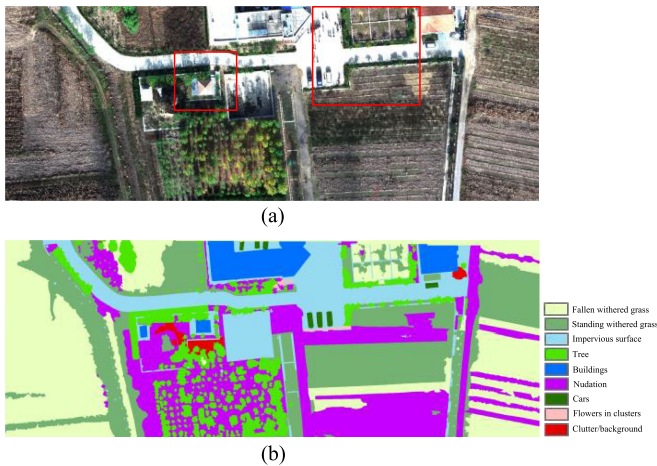 (a)
Fallen withered grass
Standing withered grass
Impervious surface
Tree
Buildings
Nudation
Cars
Flowers in clusters
Clutter/background
(b)